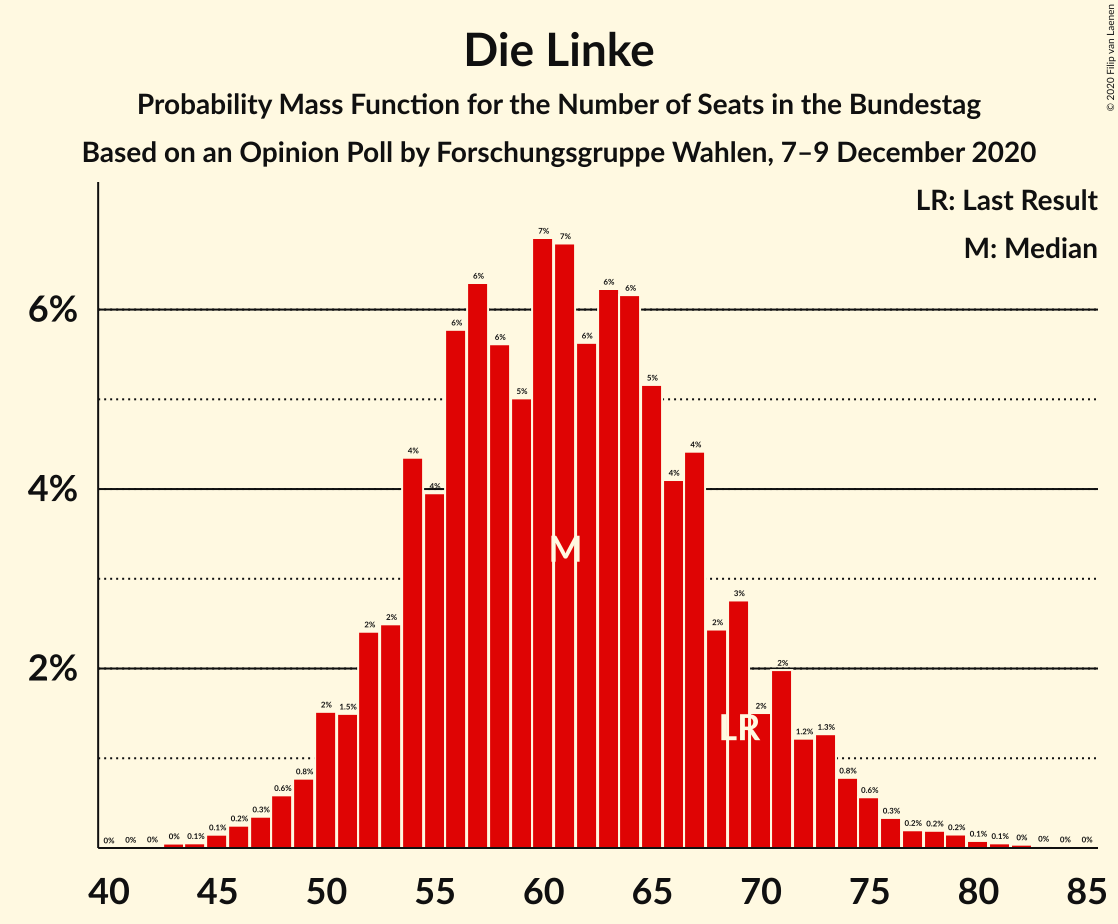 Die Linke
Probability Mass Function for the Number of Seats in the Bundestag
Based on an Opinion Poll by Forschungsgruppe Wahlen, 7–9 December 2020
© 2020 Filip van Laenen
LR: Last Result
M: Median
6%
4%
2%
0% 0% 0% 0% 0.1% 0.1% 0.2% 0.3% 0.6% 0.8% 2% 1.5% 2% 2% 4% 4% 6% 6% 6% 5% 7% 7% 6% 6% 6% 5% 4% 4% 2% 3% 2% 2% 1.2% 1.3% 0.8% 0.6% 0.3% 0.2% 0.2% 0.2% 0.1% 0.1% 0% 0% 0% 0%
M
LR
40 45 50 55 60 65 70 75 80 85